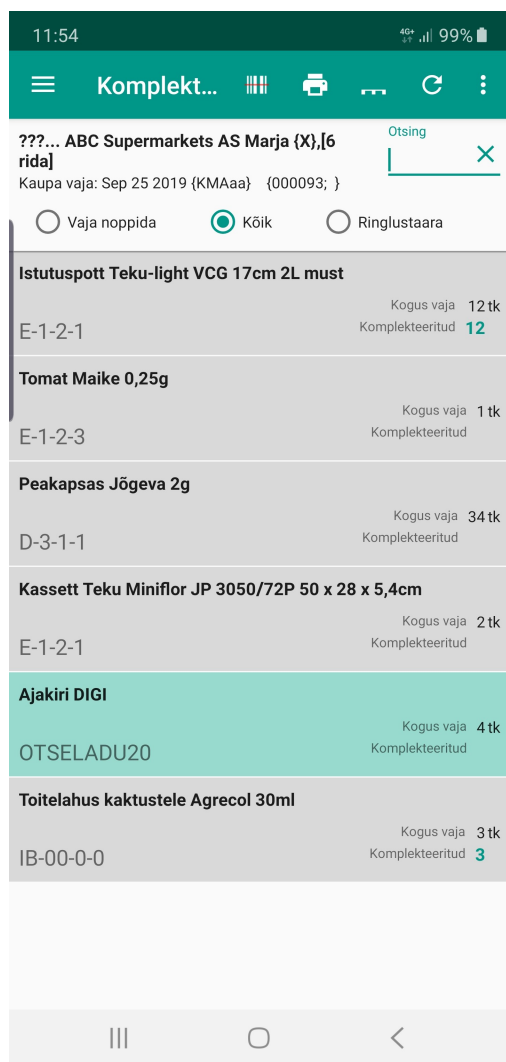 11:54
4G+ 99%
Komplekt...
???... ABC Supermarkets AS Marja {X},[6
rida]
Otsing
Kaupa vaja: Sep 25 2019 {KMAaa} {000093; }
Vaja noppida
Kõik
Ringlustaara
Istutuspott Teku-light VCG 17cm 2L must
Kogus vaja 12 tk
E-1-2-1
Komplekteeritud 12
Tomat Maike 0,25g
Kogus vaja 1 tk
E-1-2-3
Komplekteeritud
Peakapsas Jõgeva 2g
Kogus vaja 34 tk
D-3-1-1
Komplekteeritud
Kassett Teku Miniflor JP 3050/72P 50 x 28 x 5,4cm
Kogus vaja 2 tk
E-1-2-1
Komplekteeritud
Ajakiri DIGI
Kogus vaja 4 tk
OTSELADU20
Komplekteeritud
Toitelahus kaktustele Agrecol 30ml
Kogus vaja 3 tk
IB-00-0-0
Komplekteeritud 3